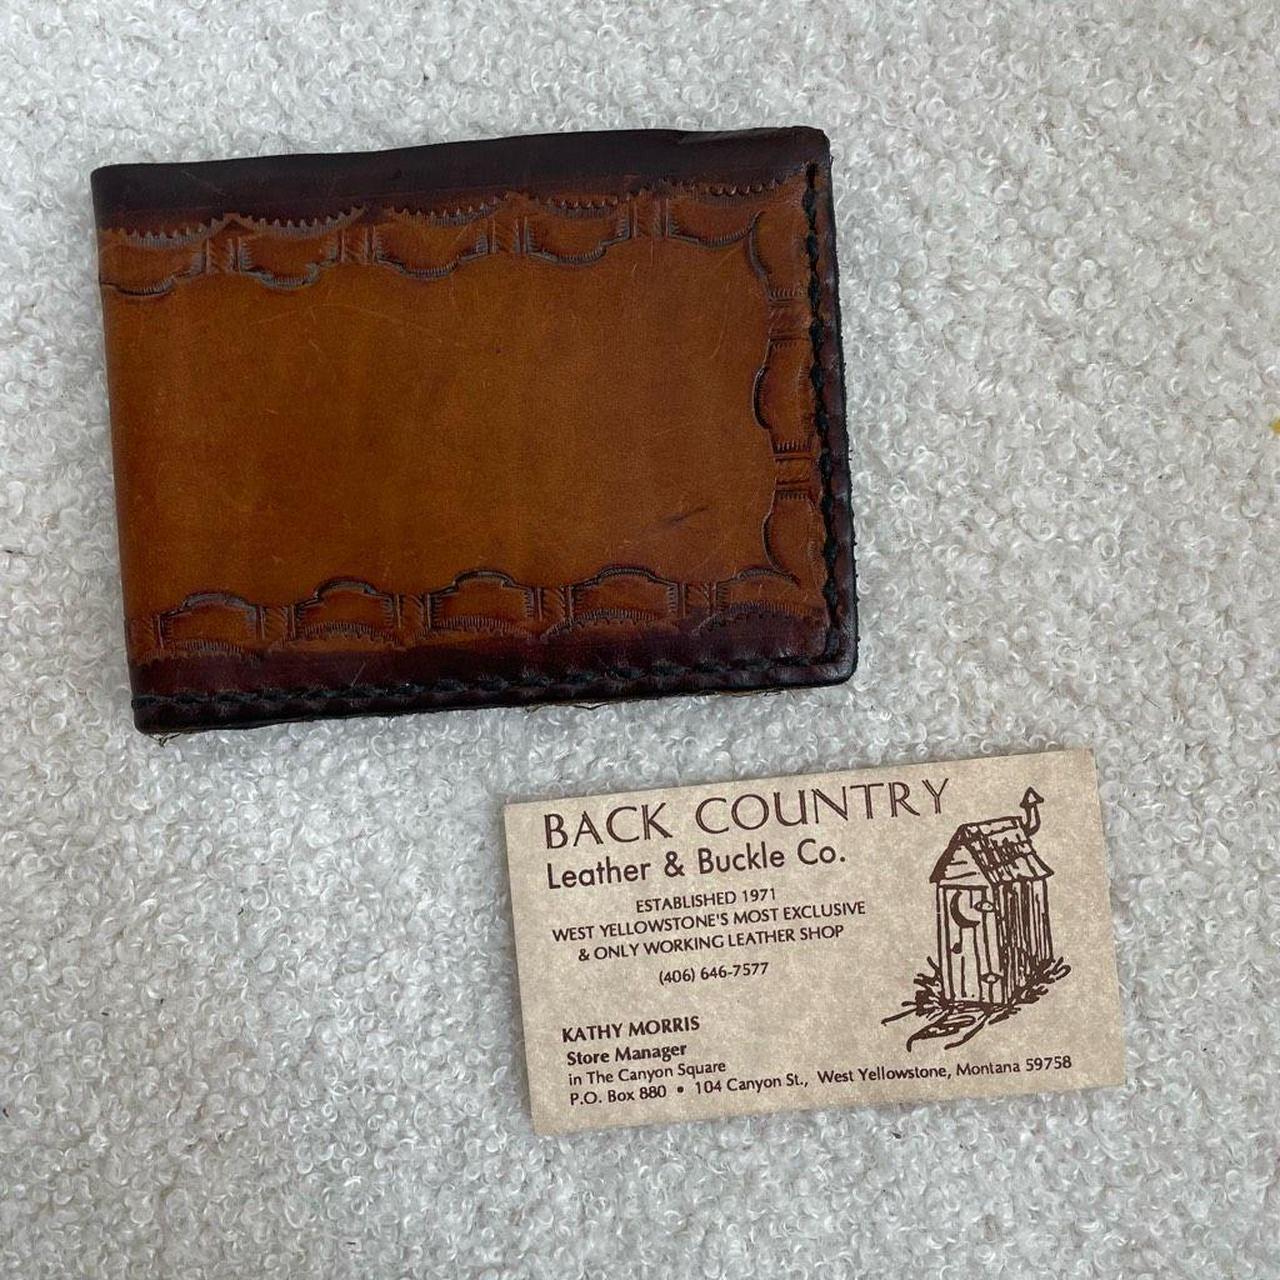 BACK COUNTRY
Leather & Buckle Co.
ESTABLISHED 1971
WEST YELLOWSTONE'S MOST EXCLUSIVE
& ONLY WORKING LEATHER SHOP
(406) 646-7577
KATHY MORRIS
Store Manager
in The Canyon Square
P.O. Box 880 • 104 Canyon St., West Yellowstone, Montana 59758